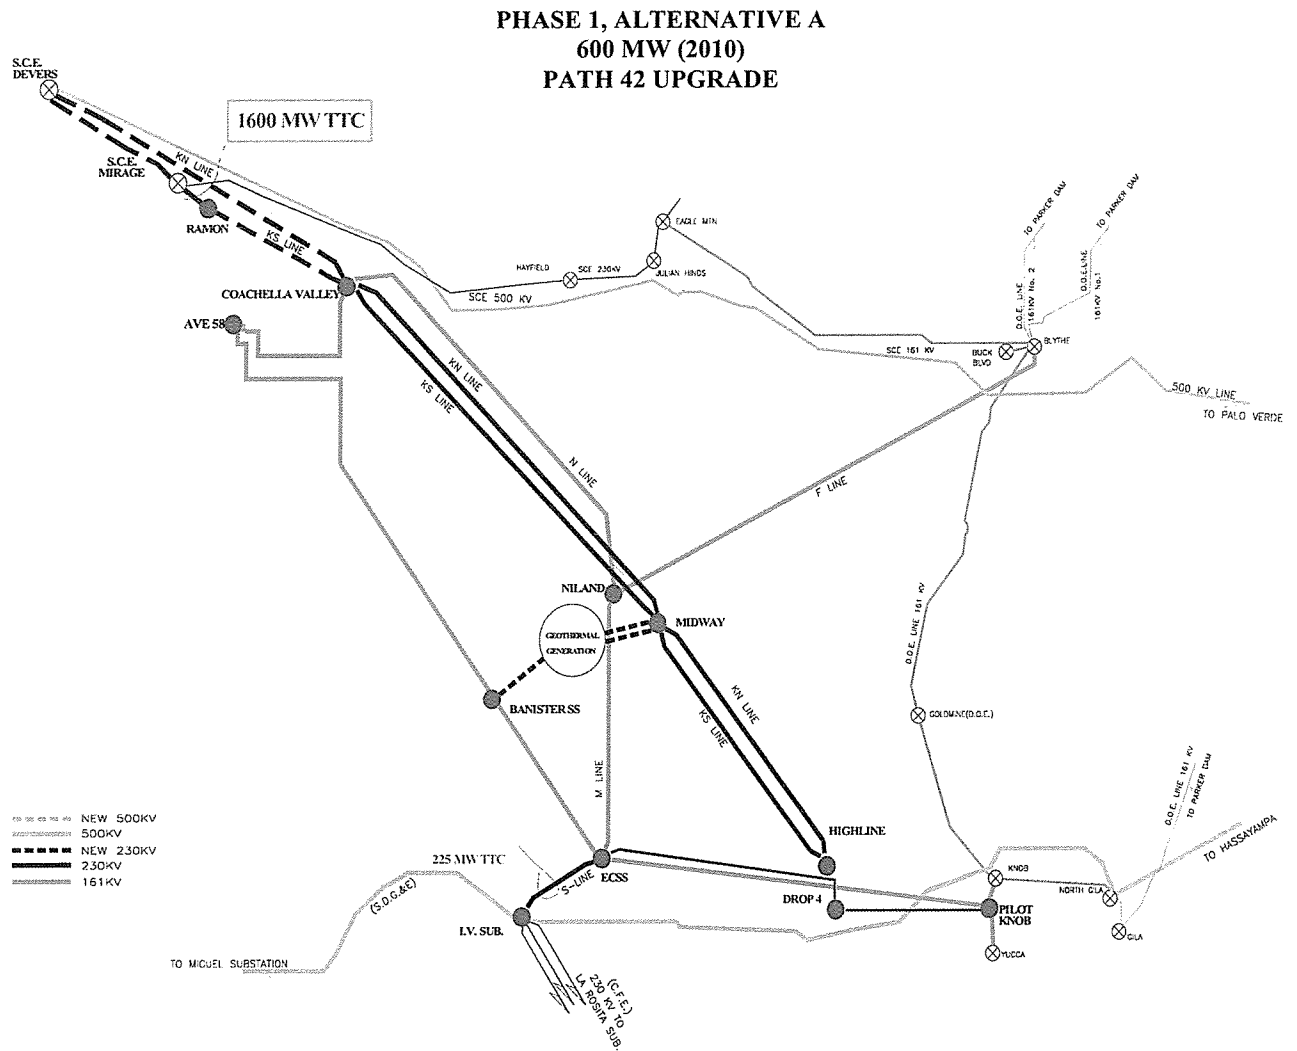 PHASE 1, ALTERNATIVE A
600 MW (2010)
PATH 42 UPGRADE
S.C.E.
DEVERS
1600 MW TTC
KN LINE
S.C.E.
MIRAGE
RAMON
KS LINE
COACHELLA VALLEY
AVE 58
EAGLE MTN
HAYFIELD
SCE 230KV
JULIAN HINDS
SCE 500 KV
TO PARKER DAM
TO PARKER DAM
D.O.E. LINE
161KV No. 2
D.O.E.LINE
161KV No.1
SCE 161 KV
BUCK
BLVD
BLYTHE
500 KV LINE
TO PALO VERDE
KN LINE
KS LINE
N LINE
F LINE
NILAND
MIDWAY
GEOTHERMAL
GENERATION
BANISTER SS
D.O.E. LINE 161 KV
GOLDMINE(D.O.E.)
KN LINE
KS LINE
M LINE
D.O.E. LINE 161 KV
TO PARKER DAM
NEW 500KV
500KV
NEW 230KV
230KV
161KV
HIGHLINE
TO HASSAYAMPA
225 MW TTC
'S-LINE
ECSS
(S.D.G.&E)
DROP 4
KNOB
NORTH GILA
PILOT
KNOB
GILA
I.V. SUB.
YUCCA
TO MIGUEL SUBSTATION
(C.F.E.)
230 KV TO
LA ROSITA SUB.